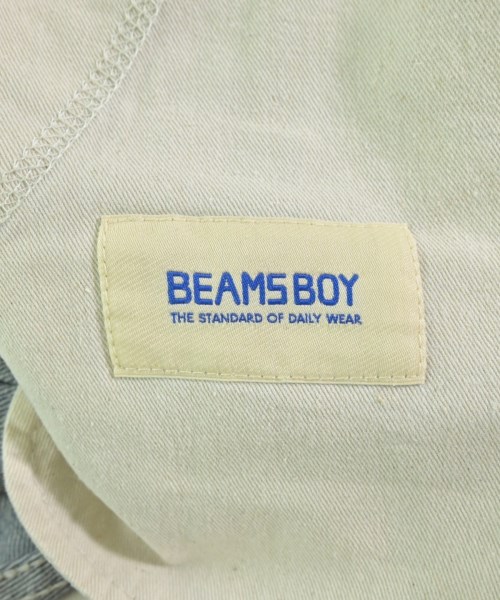 BEAMS BOY
THE STANDARD OF DAILY WEAR